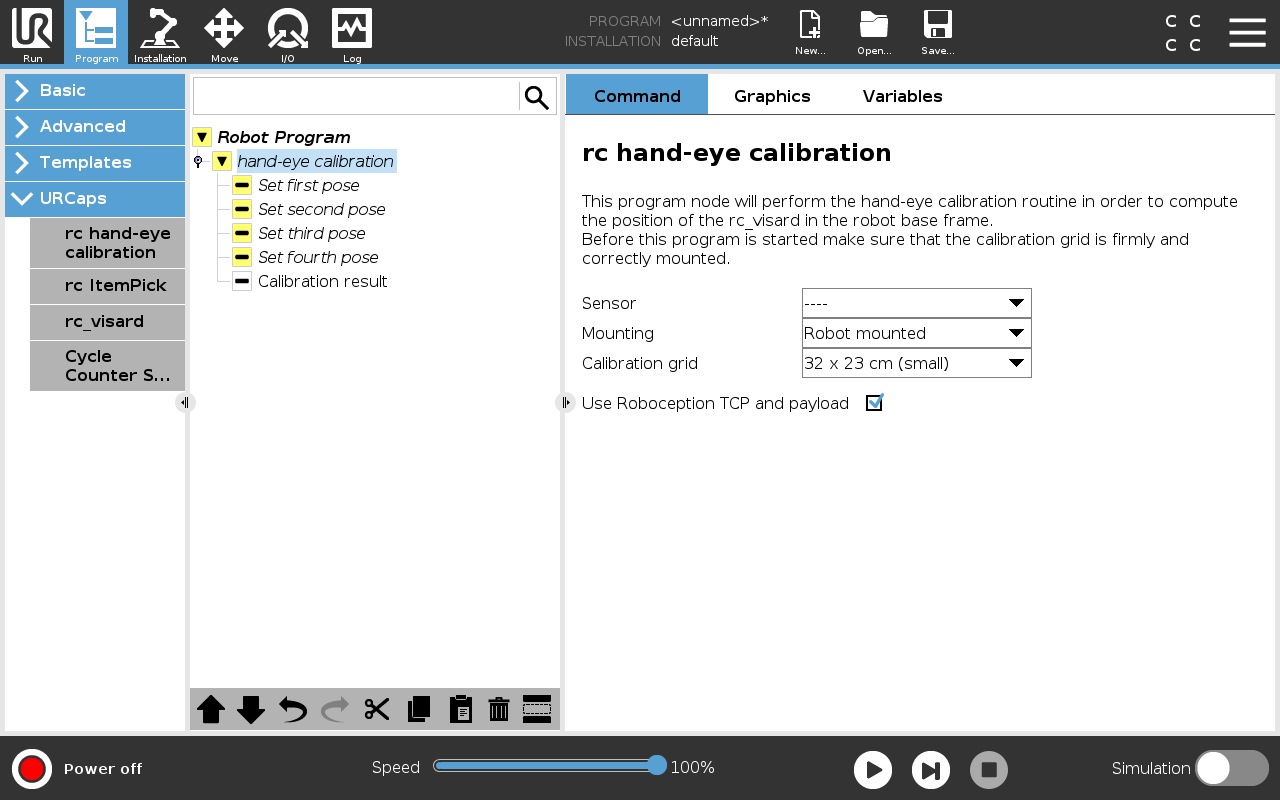 Run
Program
Installation
Move
I/O
Log
PROGRAM <unnamed>*
INSTALLATION default
New...
Open...
Save...
C C
C C
Basic
Advanced
Templates
URCaps
rc hand-eye
calibration
rc ItemPick
rc_visard
Cycle
Counter S...
Robot Program
hand-eye calibration
Set first pose
Set second pose
Set third pose
Set fourth pose
Calibration result
Command
Graphics
Variables
rc hand-eye calibration
This program node will perform the hand-eye calibration routine in order to compute
the position of the rc_visard in the robot base frame.
Before this program is started make sure that the calibration grid is firmly and
correctly mounted.
Sensor ----
Mounting Robot mounted
Calibration grid 32 x 23 cm (small)
Use Roboception TCP and payload
Power off
Speed 100%
Simulation